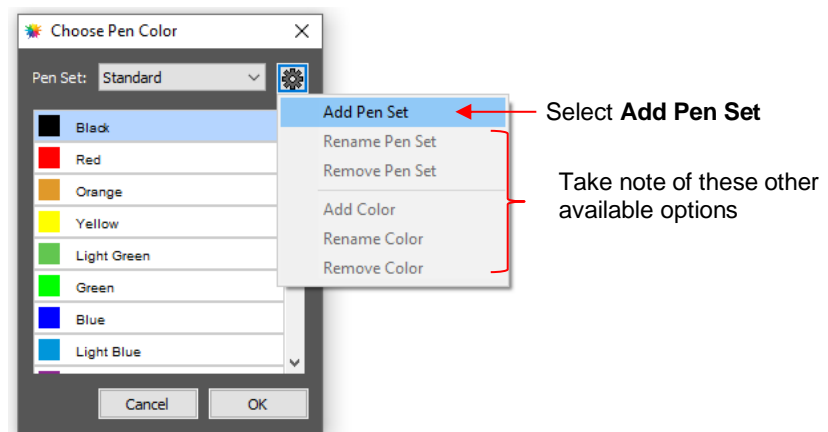 Choose Pen Color
Pen Set: Standard
Add Pen Set
Rename Pen Set
Remove Pen Set
Add Color
Rename Color
Remove Color
Select Add Pen Set
Take note of these other
available options
Black
Red
Orange
Yellow
Light Green
Green
Blue
Light Blue
Cancel OK